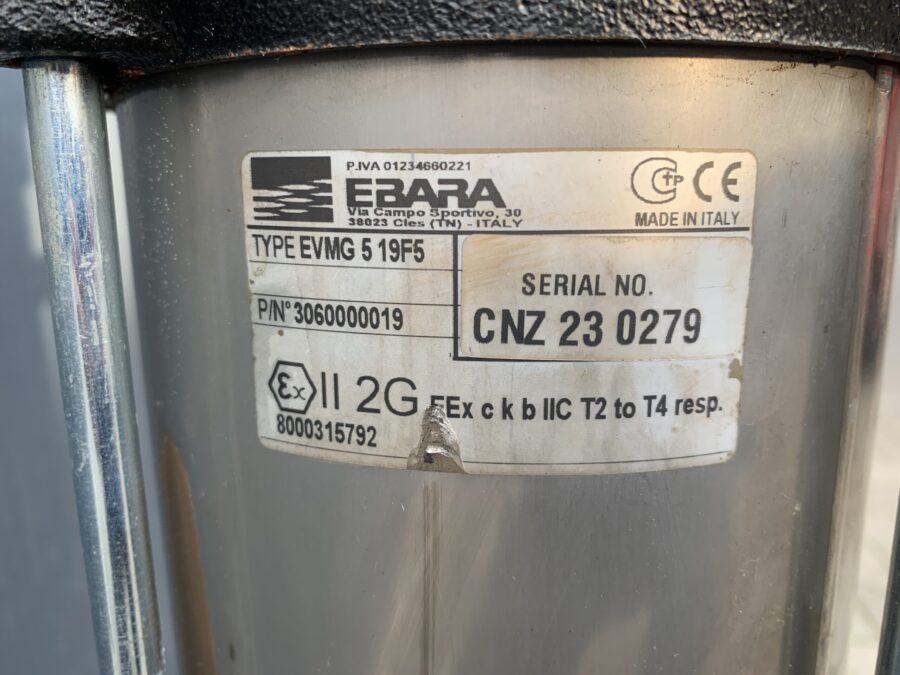 P.IVA 01234660221
EBARA
Via Campo Sportivo, 30
38023 Cles (TN) - ITALY
CE
MADE IN ITALY
TYPE EVMG 5 19F5
SERIAL NO.
P/N° 3060000019
CNZ 23 0279
Ex II 2G EEx c k b IIC T2 to T4 resp.
8000315792